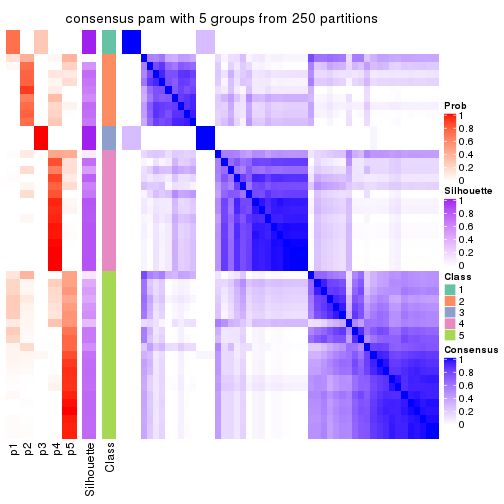 consensus pam with 5 groups from 250 partitions
Prob
1
0.8
0.6
0.4
0.2
0
Silhouette
1
0.8
0.6
0.4
0.2
0
Class
1
2
3
4
5
Consensus
1
0.8
0.6
0.4
0.2
0
p1
p2
p3
p4
p5
Silhouette
Class